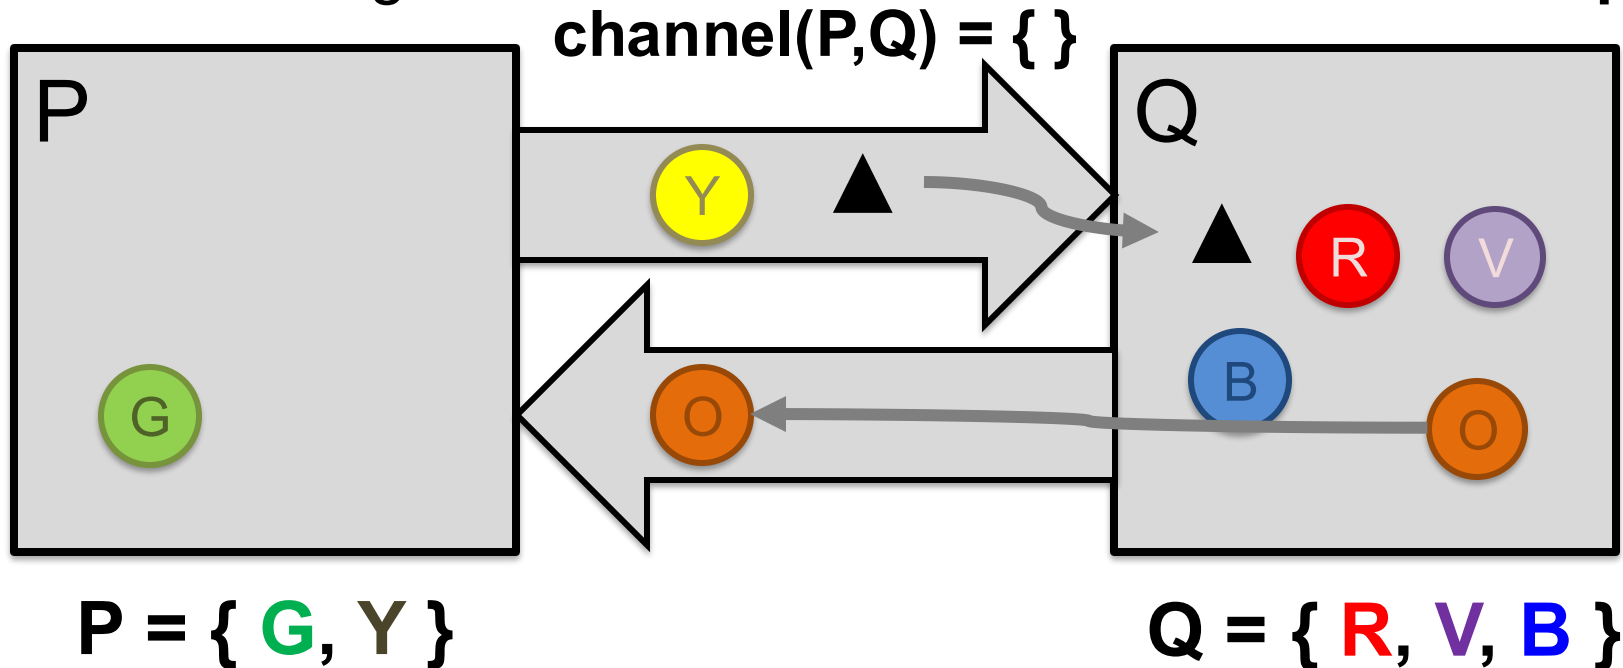 channel(P,Q) = { }
P
Q
Y
R
V
B
G
O
O
P = { G, Y }
Q = { R, V, B }